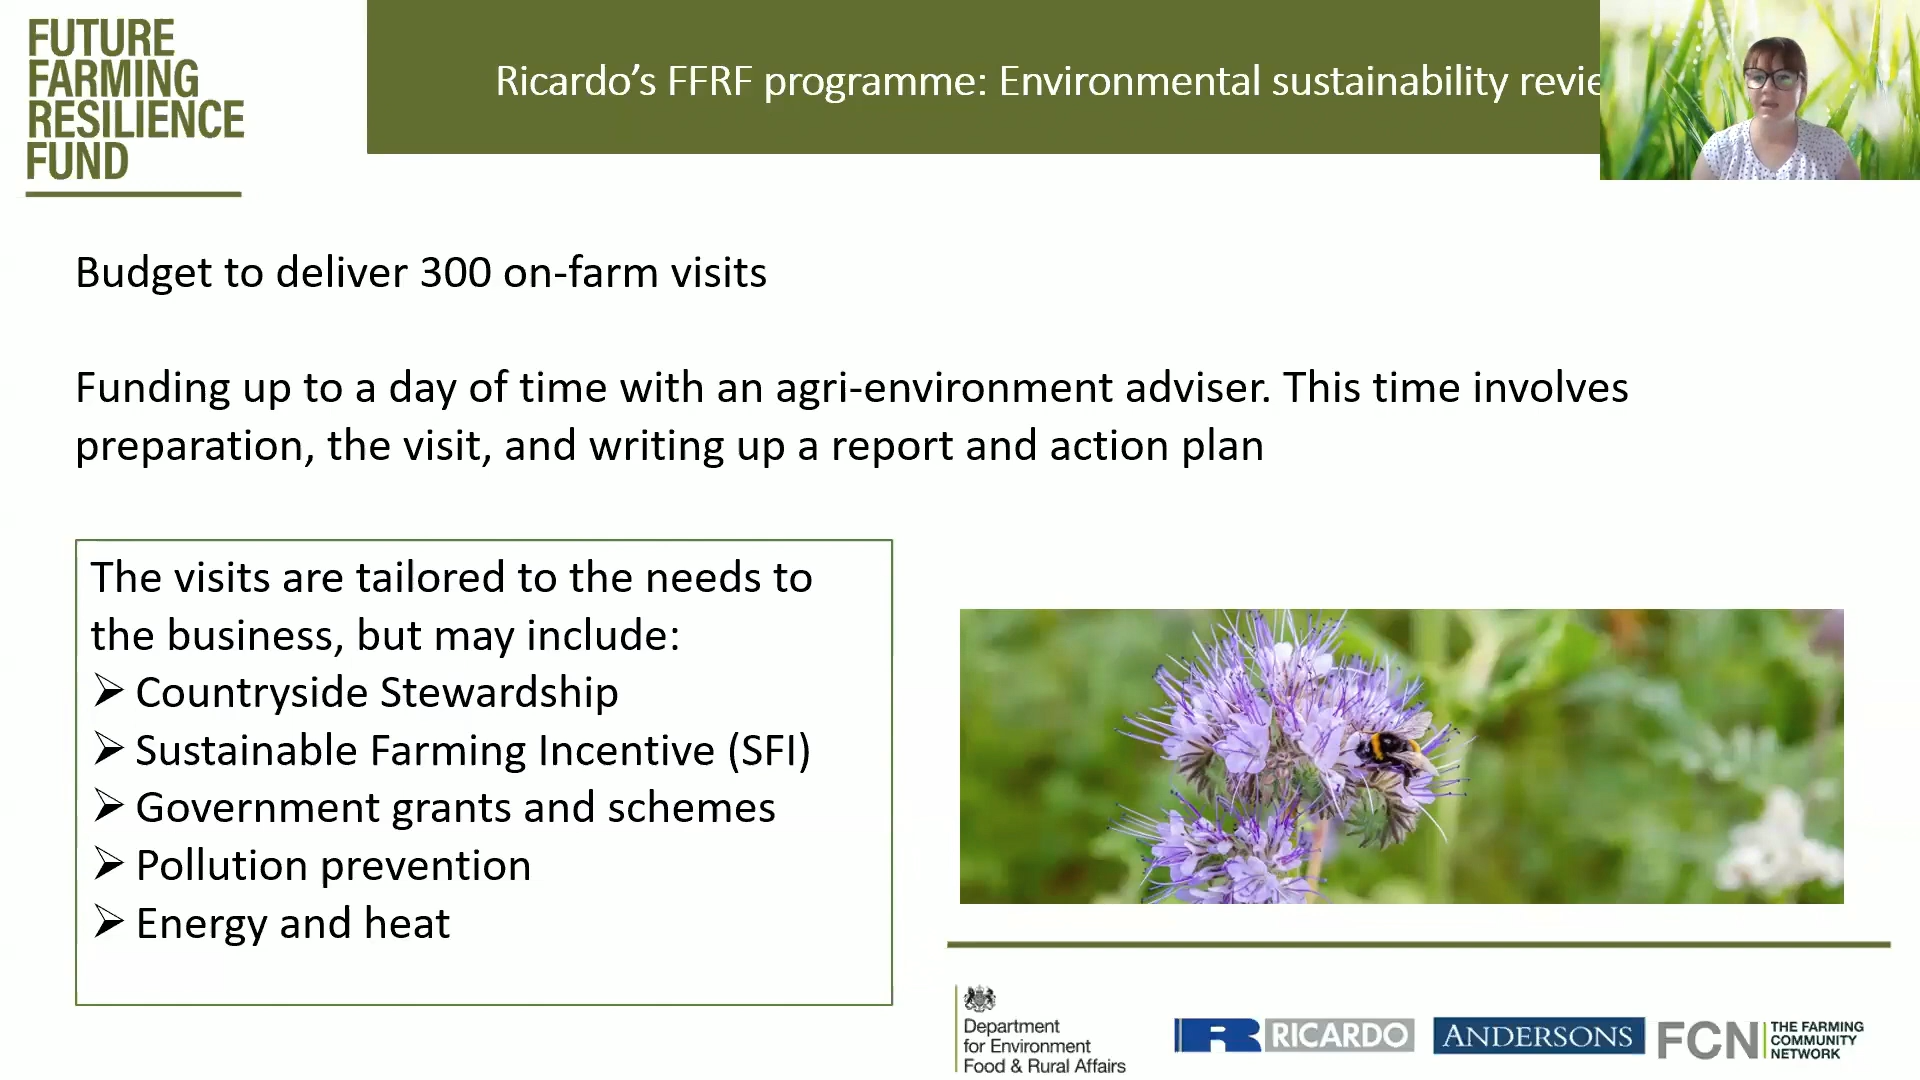 FUTURE
FARMING
RESILIENCE
FUND
Ricardo's FFRF programme: Environmental sustainability revie
Budget to deliver 300 on-farm visits
Funding up to a day of time with an agri-environment adviser. This time involves
preparation, the visit, and writing up a report and action plan
The visits are tailored to the needs to
the business, but may include:
➢ Countryside Stewardship
➢ Sustainable Farming Incentive (SFI)
➢ Government grants and schemes
➢ Pollution prevention
➢ Energy and heat
Department
for Environment
Food & Rural Affairs
RICARDO
ANDERSONS
FCN
THE FARMING
COMMUNITY
NETWORK